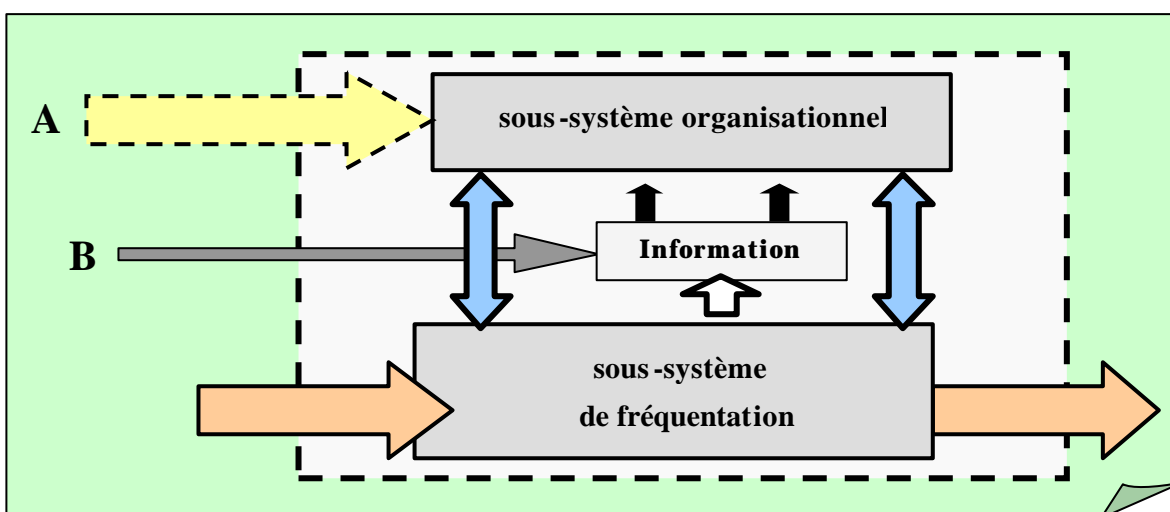 A
sous-système organisationnel
B
Information
sous-système
de fréquentation